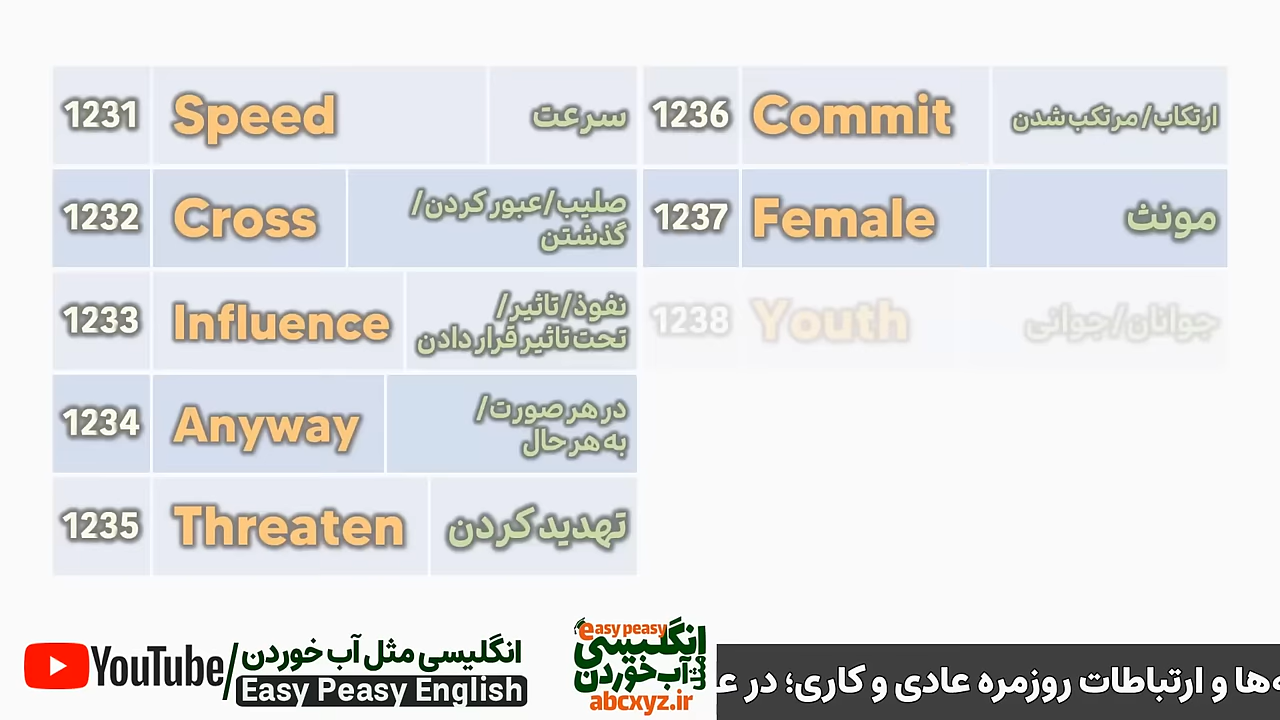 1231 Speed سرعت
1232 Cross صلیب/عبور کردن/
گذشتن
1233 Influence نفوذ/تاثیر/
تحت تاثیر قرار دادن
1234 Anyway در هر صورت/
به هر حال
1235 Threaten تهدید کردن
1236 Commit ارتکاب/مرتکب شدن
1237 Female مونث
1238 Youth جوانان/جوانی
YouTube/انگلیسی مثل آب خوردن
Easy Peasy English
easy peasy
انگلیسی
مثل آب خوردن
abcxyz.ir
و ارتباطات روزمره عادی و کاری؛ در